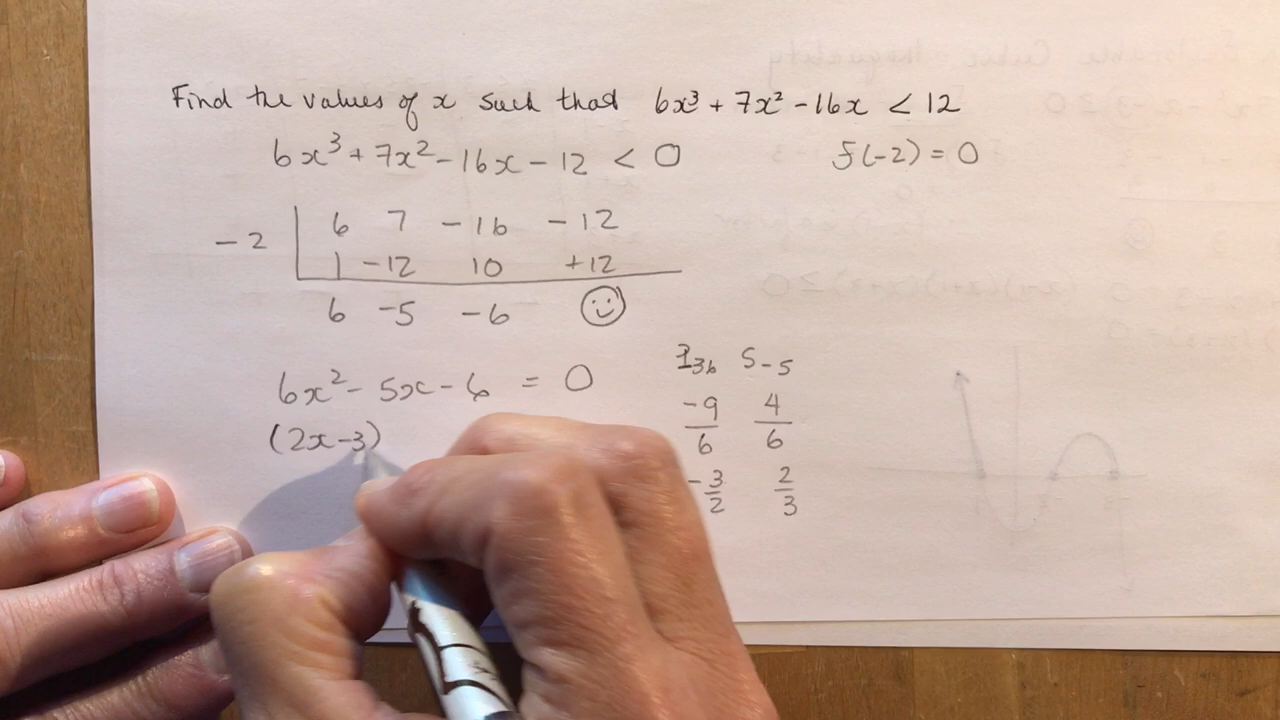 Find the values of x such that 6x³ + 7x² - 16x < 12
6x³ + 7x² - 16x - 12 < 0 f(-2) = 0
-2 | 6 7 -16 -12
-12 10 +12
6 -5 -6
6x² - 5x - 6 = 0
P₃₆ S₋₅
-9/6 4/6
-3/2 2/3
(2x-3)